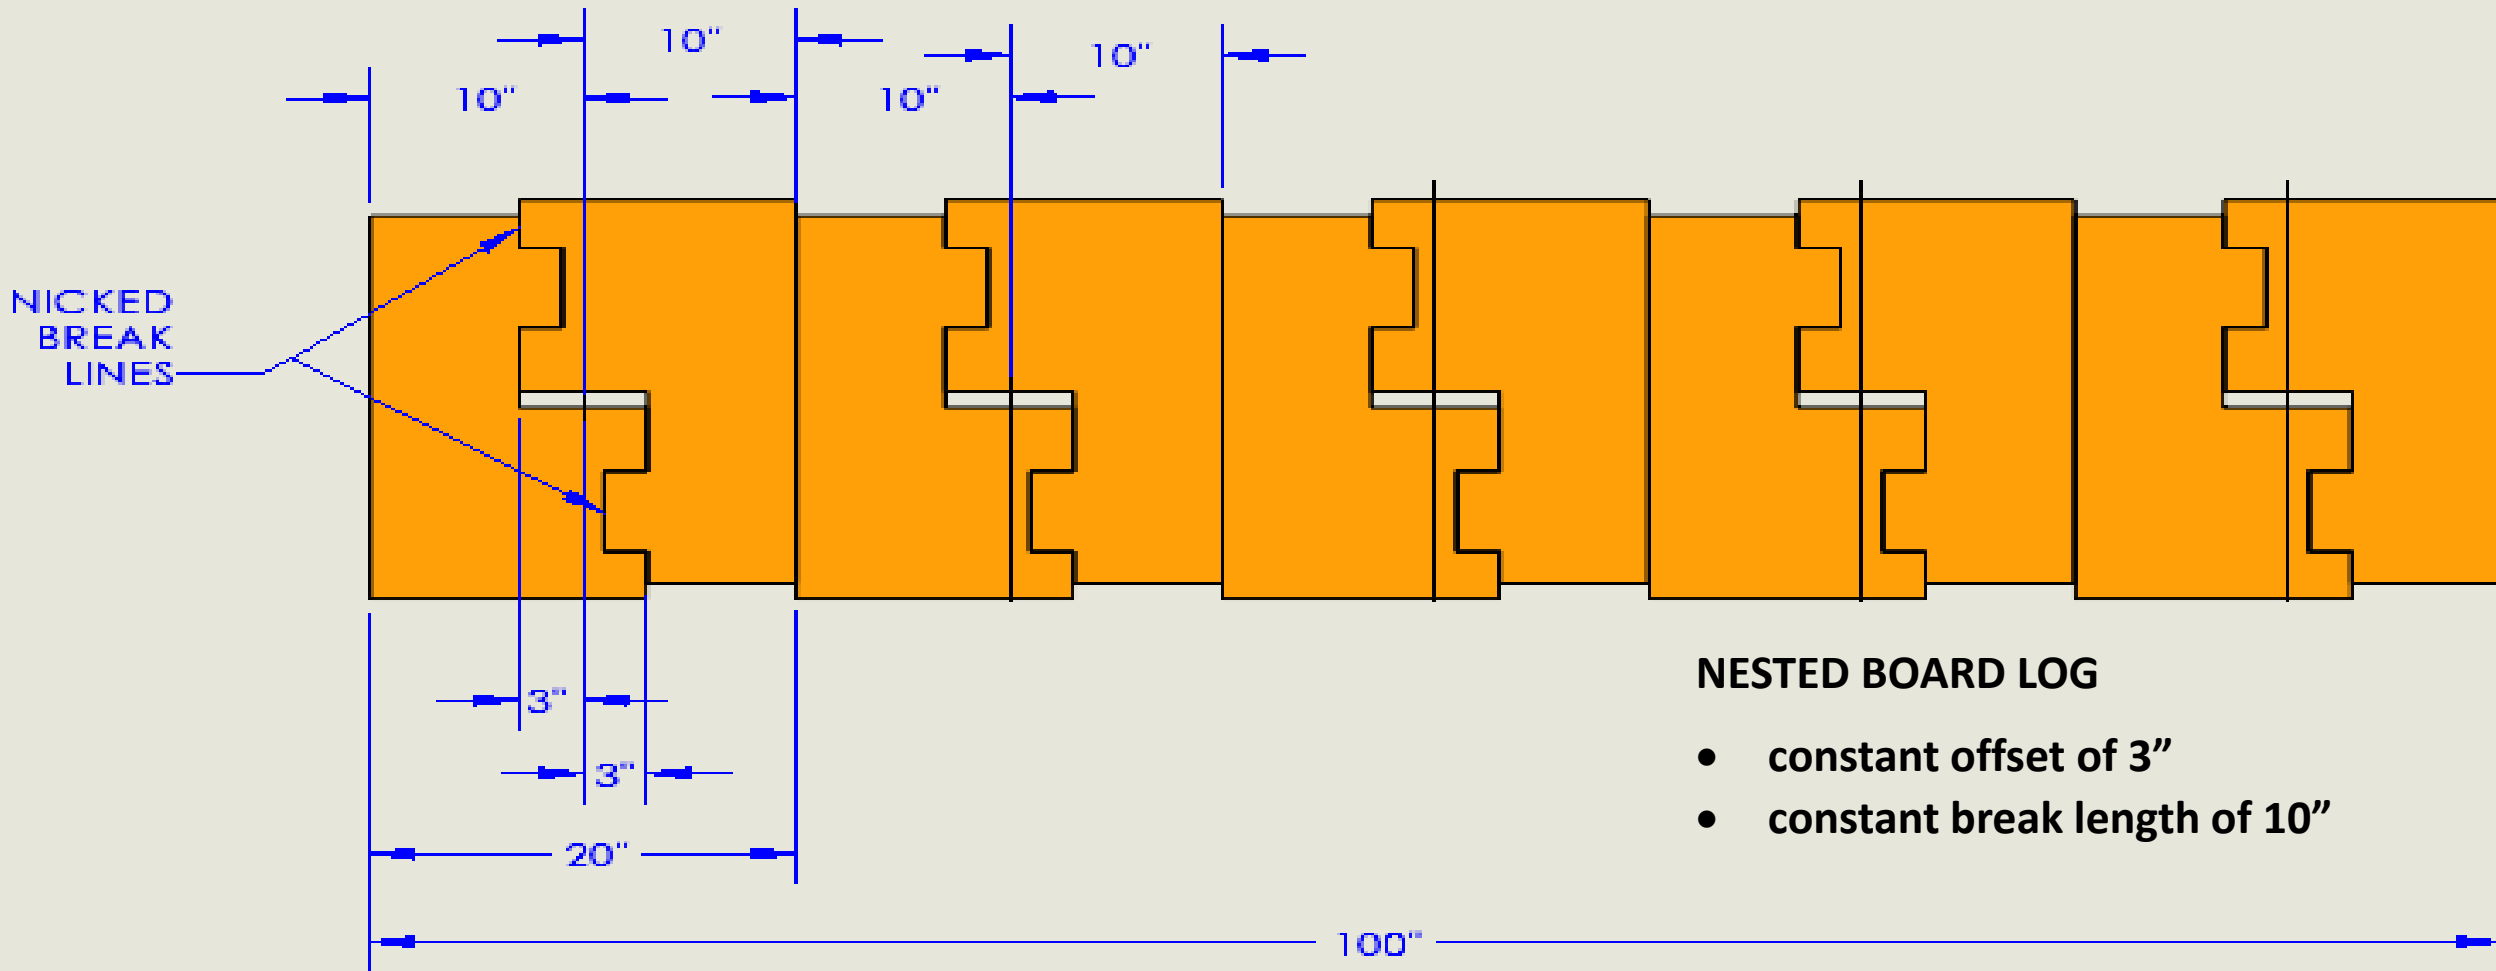 10"
10"
10"
10"
NICKED
BREAK
LINES
3"
3"
20"
100"
NESTED BOARD LOG
• constant offset of 3”
• constant break length of 10”